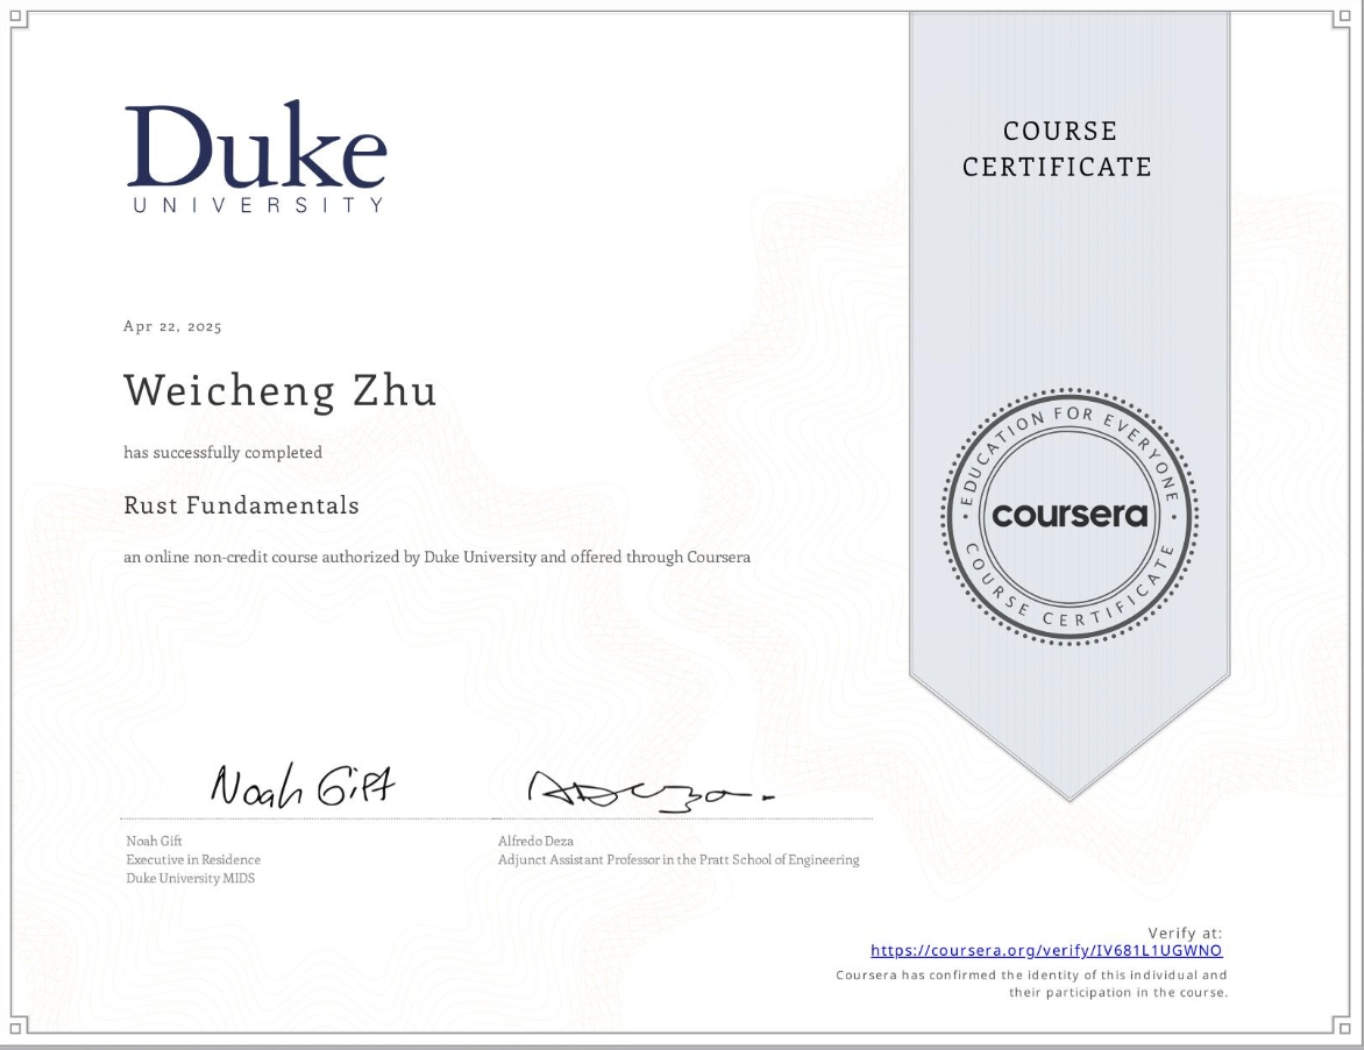 Duke
UNIVERSITY
COURSE
CERTIFICATE
Apr 22, 2025
Weicheng Zhu
has successfully completed
Rust Fundamentals
an online non-credit course authorized by Duke University and offered through Coursera
EDUCATION FOR EVERYONE
coursera
COURSE CERTIFICATE
Noah Gift
Noah Gift
Executive in Residence
Duke University MIDS
Alfredo Deza
Adjunct Assistant Professor in the Pratt School of Engineering
Verify at:
https://coursera.org/verify/IV681L1UGWNO
Coursera has confirmed the identity of this individual and
their participation in the course.